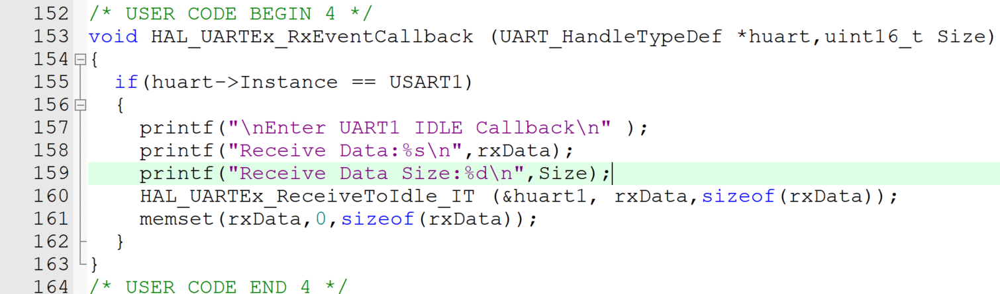 152 /* USER CODE BEGIN 4 */
153 void HAL_UARTEx_RxEventCallback (UART_HandleTypeDef *huart,uint16_t Size)
154 {
155   if(huart->Instance == USART1)
156   {
157     printf("\nEnter UART1 IDLE Callback\n" );
158     printf("Receive Data:%s\n",rxData);
159     printf("Receive Data Size:%d\n",Size);
160     HAL_UARTEx_ReceiveToIdle_IT (&huart1, rxData,sizeof(rxData));
161     memset(rxData,0,sizeof(rxData));
162   }
163 }
164 /* USER CODE END 4 */